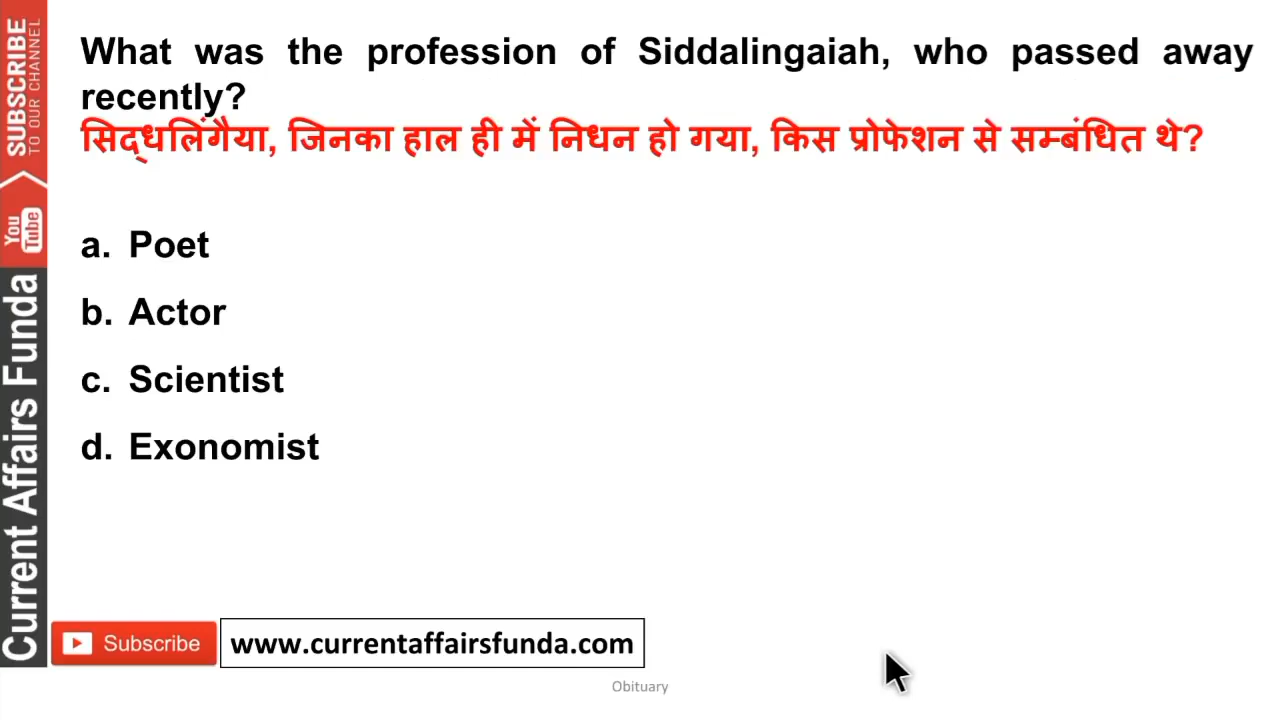 What was the profession of Siddalingaiah, who passed away
recently?
सिद्धलिंगैया, जिनका हाल ही में निधन हो गया, किस प्रोफेशन से सम्बंधित थे?
a. Poet
b. Actor
c. Scientist
d. Exonomist
SUBSCRIBE
TO OUR CHANNEL
You
Tube
Current Affairs Funda
Subscribe
www.currentaffairsfunda.com
Obituary